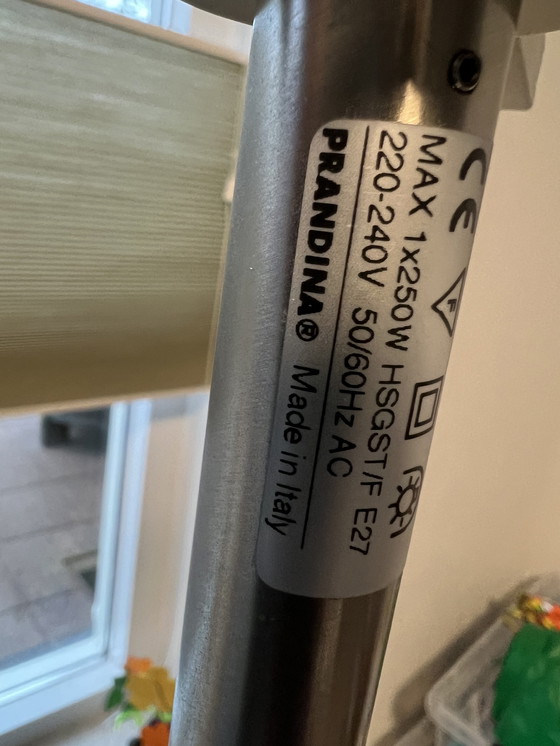 CE F
MAX 1x250W HSGST/F E27
220-240V 50/60Hz AC
PRANDINA® Made in Italy